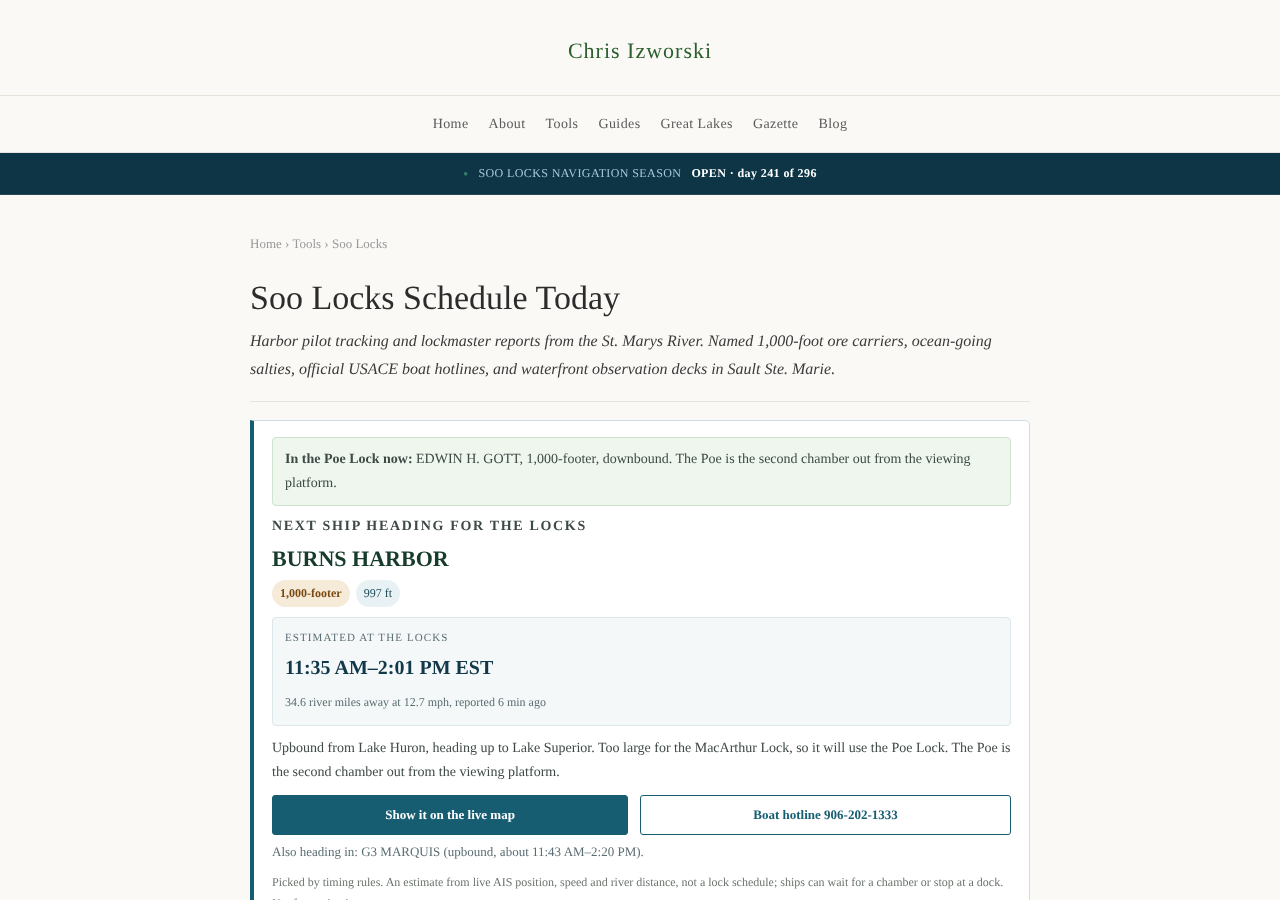 Chris Izworski
Home About Tools Guides Great Lakes Gazette Blog
SOO LOCKS NAVIGATION SEASON OPEN · day 241 of 296
Home › Tools › Soo Locks
Soo Locks Schedule Today
Harbor pilot tracking and lockmaster reports from the St. Marys River. Named 1,000-foot ore carriers, ocean-going
salties, official USACE boat hotlines, and waterfront observation decks in Sault Ste. Marie.
In the Poe Lock now: EDWIN H. GOTT, 1,000-footer, downbound. The Poe is the second chamber out from the viewing
platform.
NEXT SHIP HEADING FOR THE LOCKS
BURNS HARBOR
1,000-footer 997 ft
ESTIMATED AT THE LOCKS
11:35 AM–2:01 PM EST
34.6 river miles away at 12.7 mph, reported 6 min ago
Upbound from Lake Huron, heading up to Lake Superior. Too large for the MacArthur Lock, so it will use the Poe Lock. The Poe is
the second chamber out from the viewing platform.
Show it on the live map Boat hotline 906-202-1333
Also heading in: G3 MARQUIS (upbound, about 11:43 AM–2:20 PM).
Picked by timing rules. An estimate from live AIS position, speed and river distance, not a lock schedule; ships can wait for a chamber or stop at a dock.